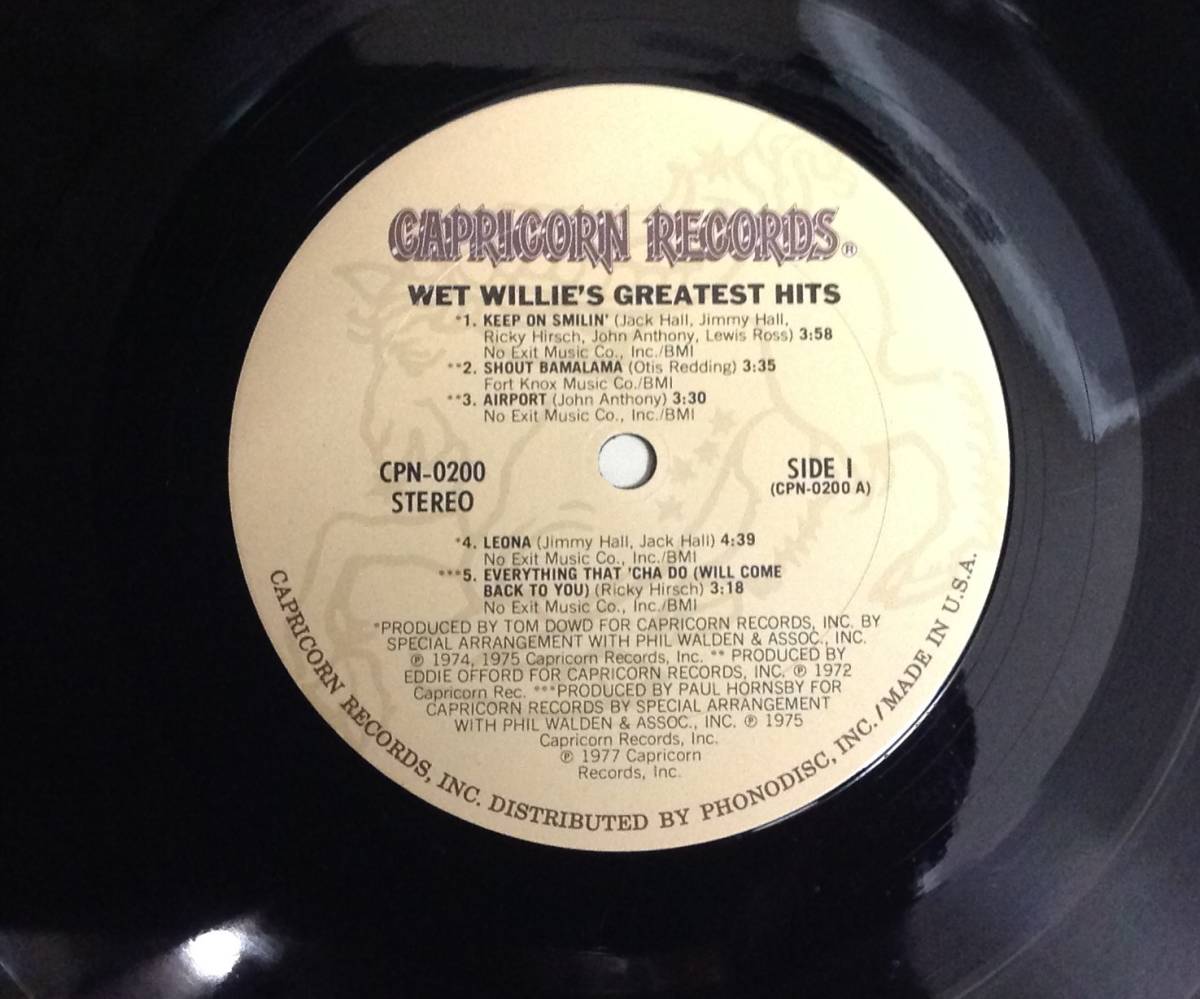 CAPRICORN RECORDS®
WET WILLIE'S GREATEST HITS
*1. KEEP ON SMILIN' (Jack Hall, Jimmy Hall,
Ricky Hirsch, John Anthony, Lewis Ross) 3:58
No Exit Music Co., Inc./BMI
**2. SHOUT BAMALAMA (Otis Redding) 3:35
Fort Knox Music Co./BMI
**3. AIRPORT (John Anthony) 3:30
No Exit Music Co., Inc./BMI
CPN-0200
STEREO
SIDE I
(CPN-0200 A)
*4. LEONA (Jimmy Hall, Jack Hall) 4:39
No Exit Music Co., Inc./BMI
***5. EVERYTHING THAT 'CHA DO (WILL COME
BACK TO YOU) (Ricky Hirsch) 3:18
No Exit Music Co., Inc./BMI
*PRODUCED BY TOM DOWD FOR CAPRICORN RECORDS, INC. BY
SPECIAL ARRANGEMENT WITH PHIL WALDEN & ASSOC., INC.
℗ 1974, 1975 Capricorn Records, Inc. ** PRODUCED BY
EDDIE OFFORD FOR CAPRICORN RECORDS, INC. ℗ 1972
Capricorn Rec. ***PRODUCED BY PAUL HORNSBY FOR
CAPRICORN RECORDS BY SPECIAL ARRANGEMENT
WITH PHIL WALDEN & ASSOC., INC. ℗ 1975
Capricorn Records, Inc.
℗ 1977 Capricorn
Records, Inc.
CAPRICORN RECORDS, INC. DISTRIBUTED BY PHONODISC, INC. / MADE IN U.S.A.